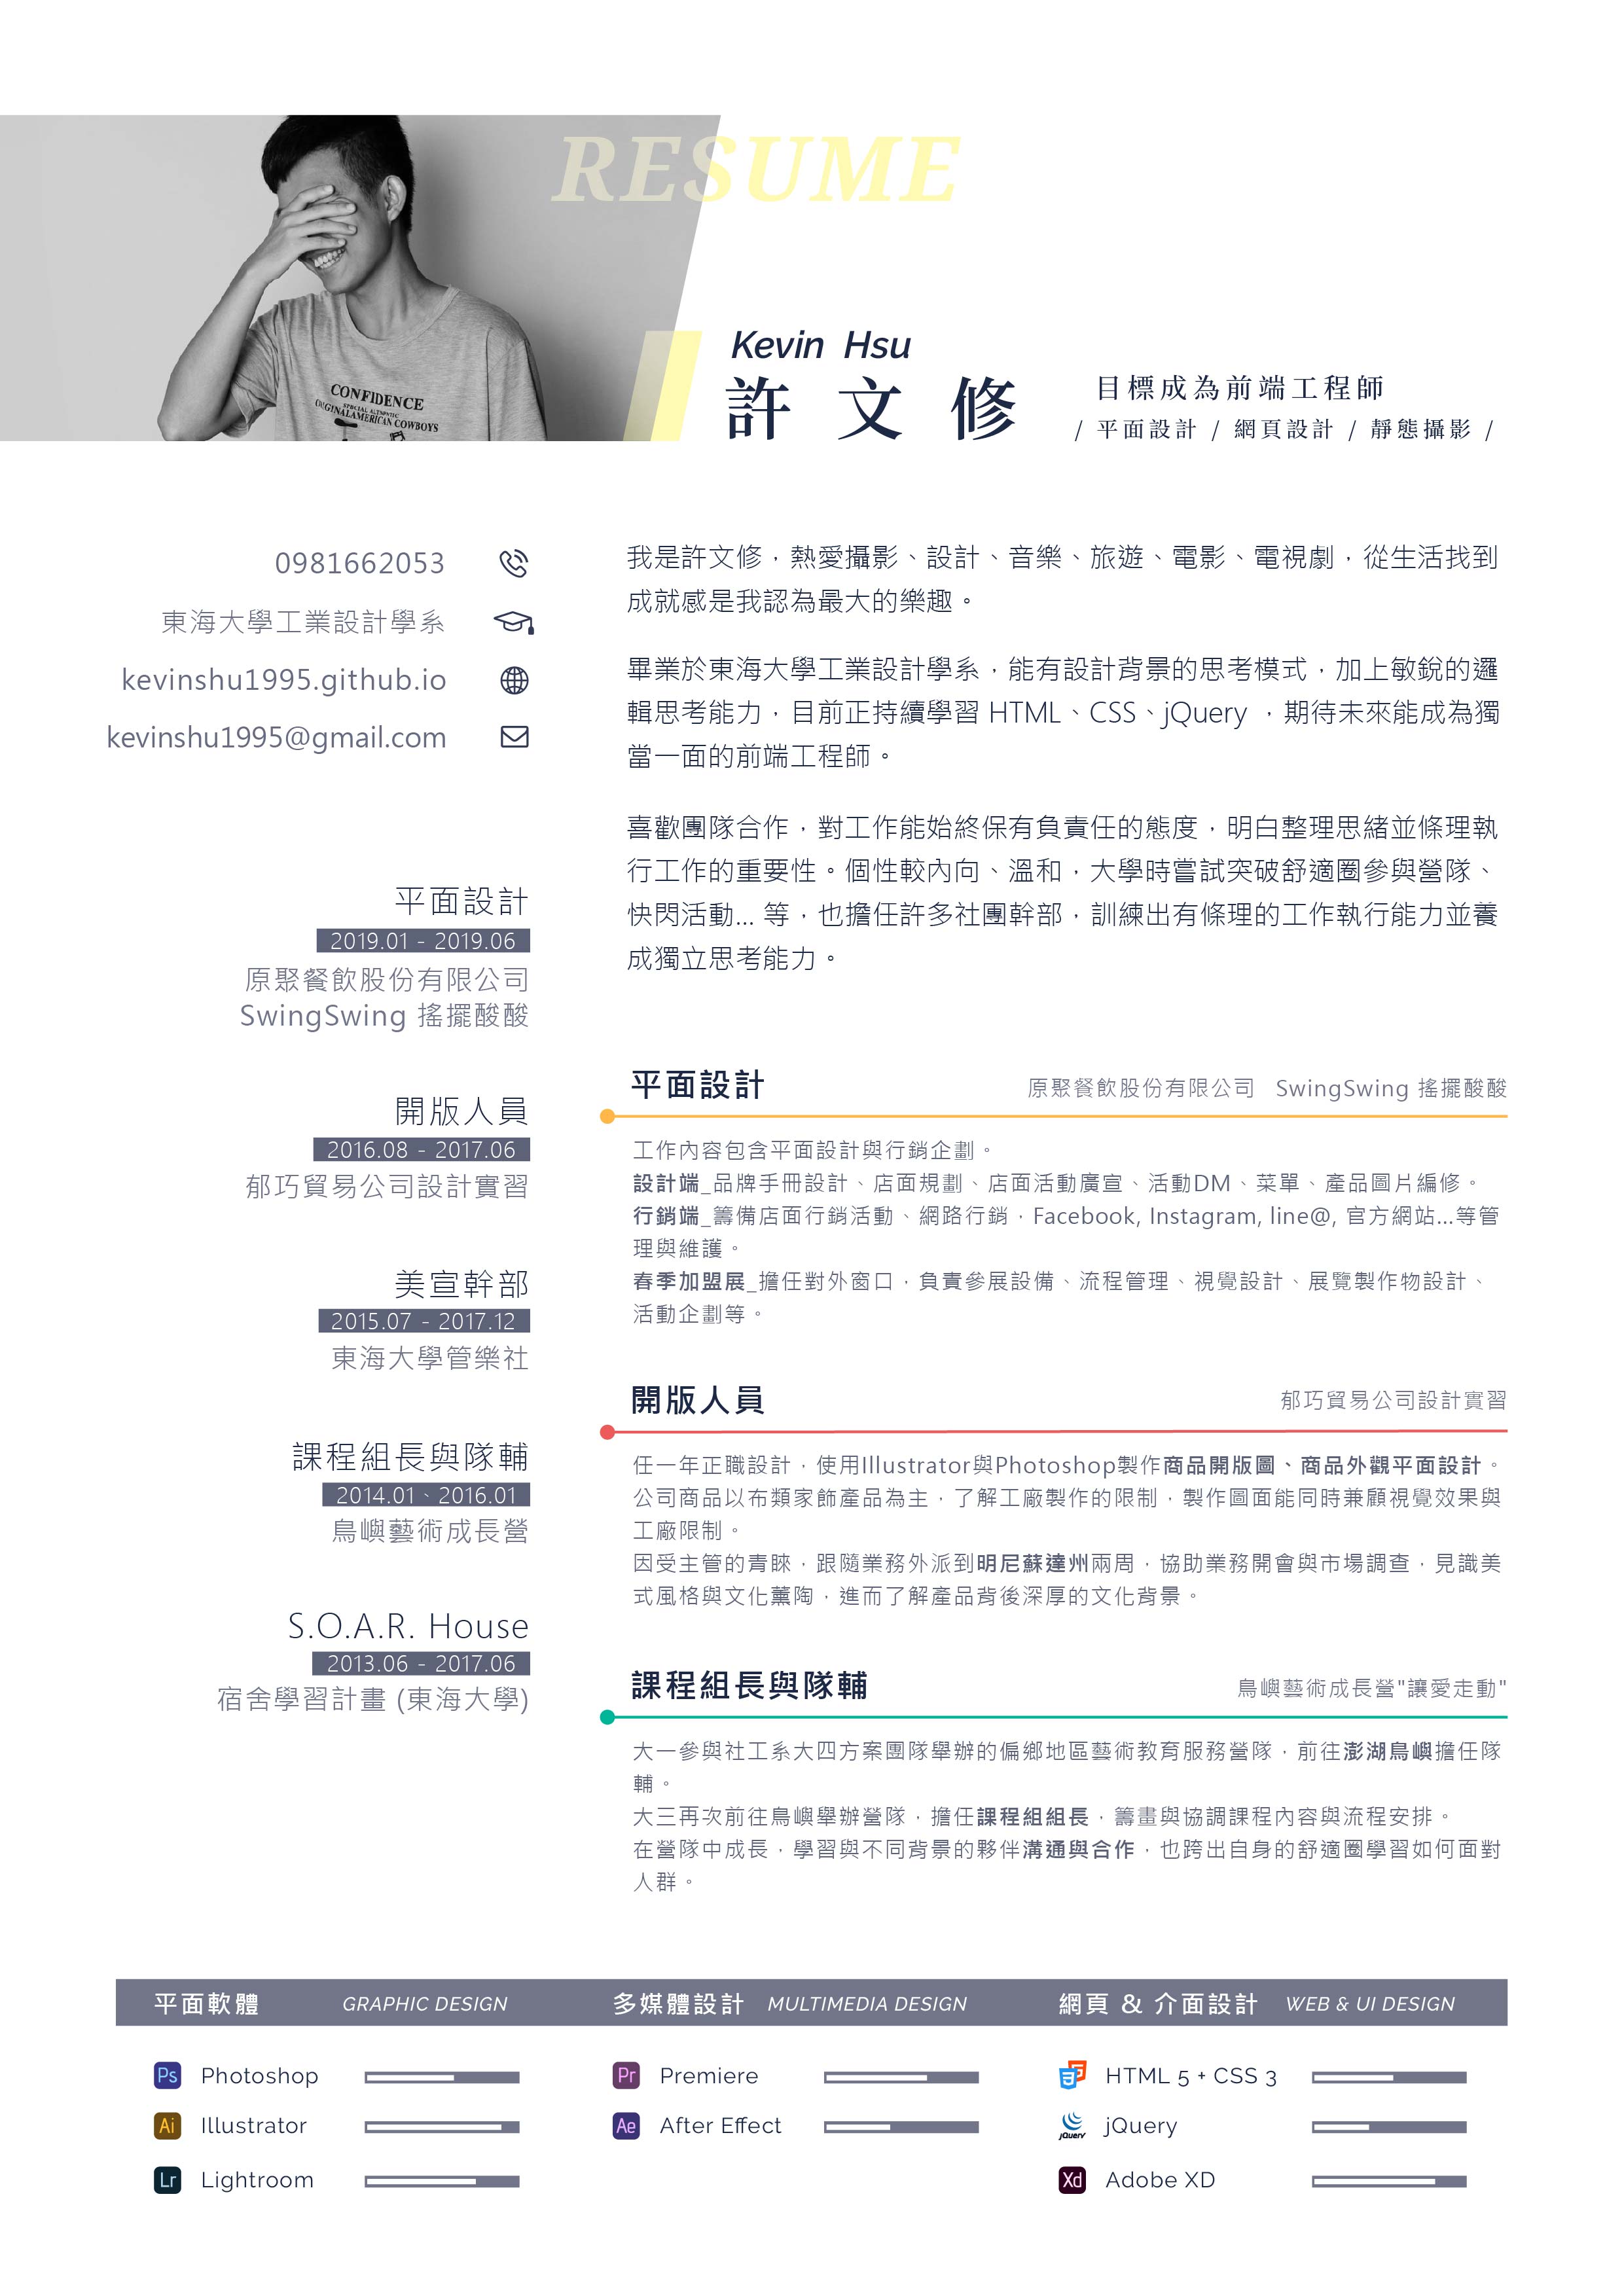 RESUME
CONFIDENCE
ORIGINALAMERICAN COWBOYS
Kevin Hsu
許文修
目標成為前端工程師
/ 平面設計 / 網頁設計 / 靜態攝影 /
0981662053
東海大學工業設計學系
kevinshu1995.github.io
kevinshu1995@gmail.com
平面設計
2019.01 - 2019.06
原聚餐飲股份有限公司
SwingSwing 搖擺酸酸
開版人員
2016.08 - 2017.06
郁巧貿易公司設計實習
美宣幹部
2015.07 - 2017.12
東海大學管樂社
課程組長與隊輔
2014.01、2016.01
鳥嶼藝術成長營
S.O.A.R. House
2013.06 - 2017.06
宿舍學習計畫 (東海大學)
我是許文修，熱愛攝影、設計、音樂、旅遊、電影、電視劇，從生活找到
成就感是我認為最大的樂趣。
畢業於東海大學工業設計學系，能有設計背景的思考模式，加上敏銳的邏
輯思考能力，目前正持續學習 HTML、CSS、jQuery ，期待未來能成為獨
當一面的前端工程師。
喜歡團隊合作，對工作能始終保有負責任的態度，明白整理思緒並條理執
行工作的重要性。個性較內向、溫和，大學時嘗試突破舒適圈參與營隊、
快閃活動... 等，也擔任許多社團幹部，訓練出有條理的工作執行能力並養
成獨立思考能力。
平面設計
原聚餐飲股份有限公司 SwingSwing 搖擺酸酸
工作內容包含平面設計與行銷企劃。
設計端_品牌手冊設計、店面規劃、店面活動廣宣、活動DM、菜單、產品圖片編修。
行銷端_籌備店面行銷活動、網路行銷，Facebook, Instagram, line@, 官方網站...等管
理與維護。
春季加盟展_擔任對外窗口，負責參展設備、流程管理、視覺設計、展覽製作物設計、
活動企劃等。
開版人員
郁巧貿易公司設計實習
任一年正職設計，使用Illustrator與Photoshop製作商品開版圖、商品外觀平面設計。
公司商品以布類家飾產品為主，了解工廠製作的限制，製作圖面能同時兼顧視覺效果與
工廠限制。
因受主管的青睞，跟隨業務外派到明尼蘇達州兩周，協助業務開會與市場調查，見識美
式風格與文化薰陶，進而了解產品背後深厚的文化背景。
課程組長與隊輔
鳥嶼藝術成長營"讓愛走動"
大一參與社工系大四方案團隊舉辦的偏鄉地區藝術教育服務營隊，前往澎湖鳥嶼擔任隊
輔。
大三再次前往鳥嶼舉辦營隊，擔任課程組組長，籌畫與協調課程內容與流程安排。
在營隊中成長，學習與不同背景的夥伴溝通與合作，也跨出自身的舒適圈學習如何面對
人群。
平面軟體 GRAPHIC DESIGN
Ps Photoshop
Ai Illustrator
Lr Lightroom
多媒體設計 MULTIMEDIA DESIGN
Pr Premiere
Ae After Effect
網頁 & 介面設計 WEB & UI DESIGN
HTML 5 + CSS 3
jQuery jQuery
Xd Adobe XD